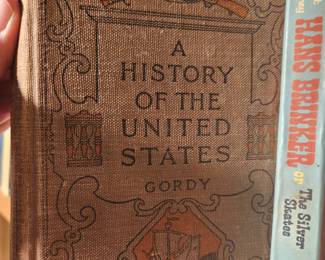 A
HISTORY
OF THE
UNITED
STATES
GORDY
HANS BRINKER or The Silver
Skates